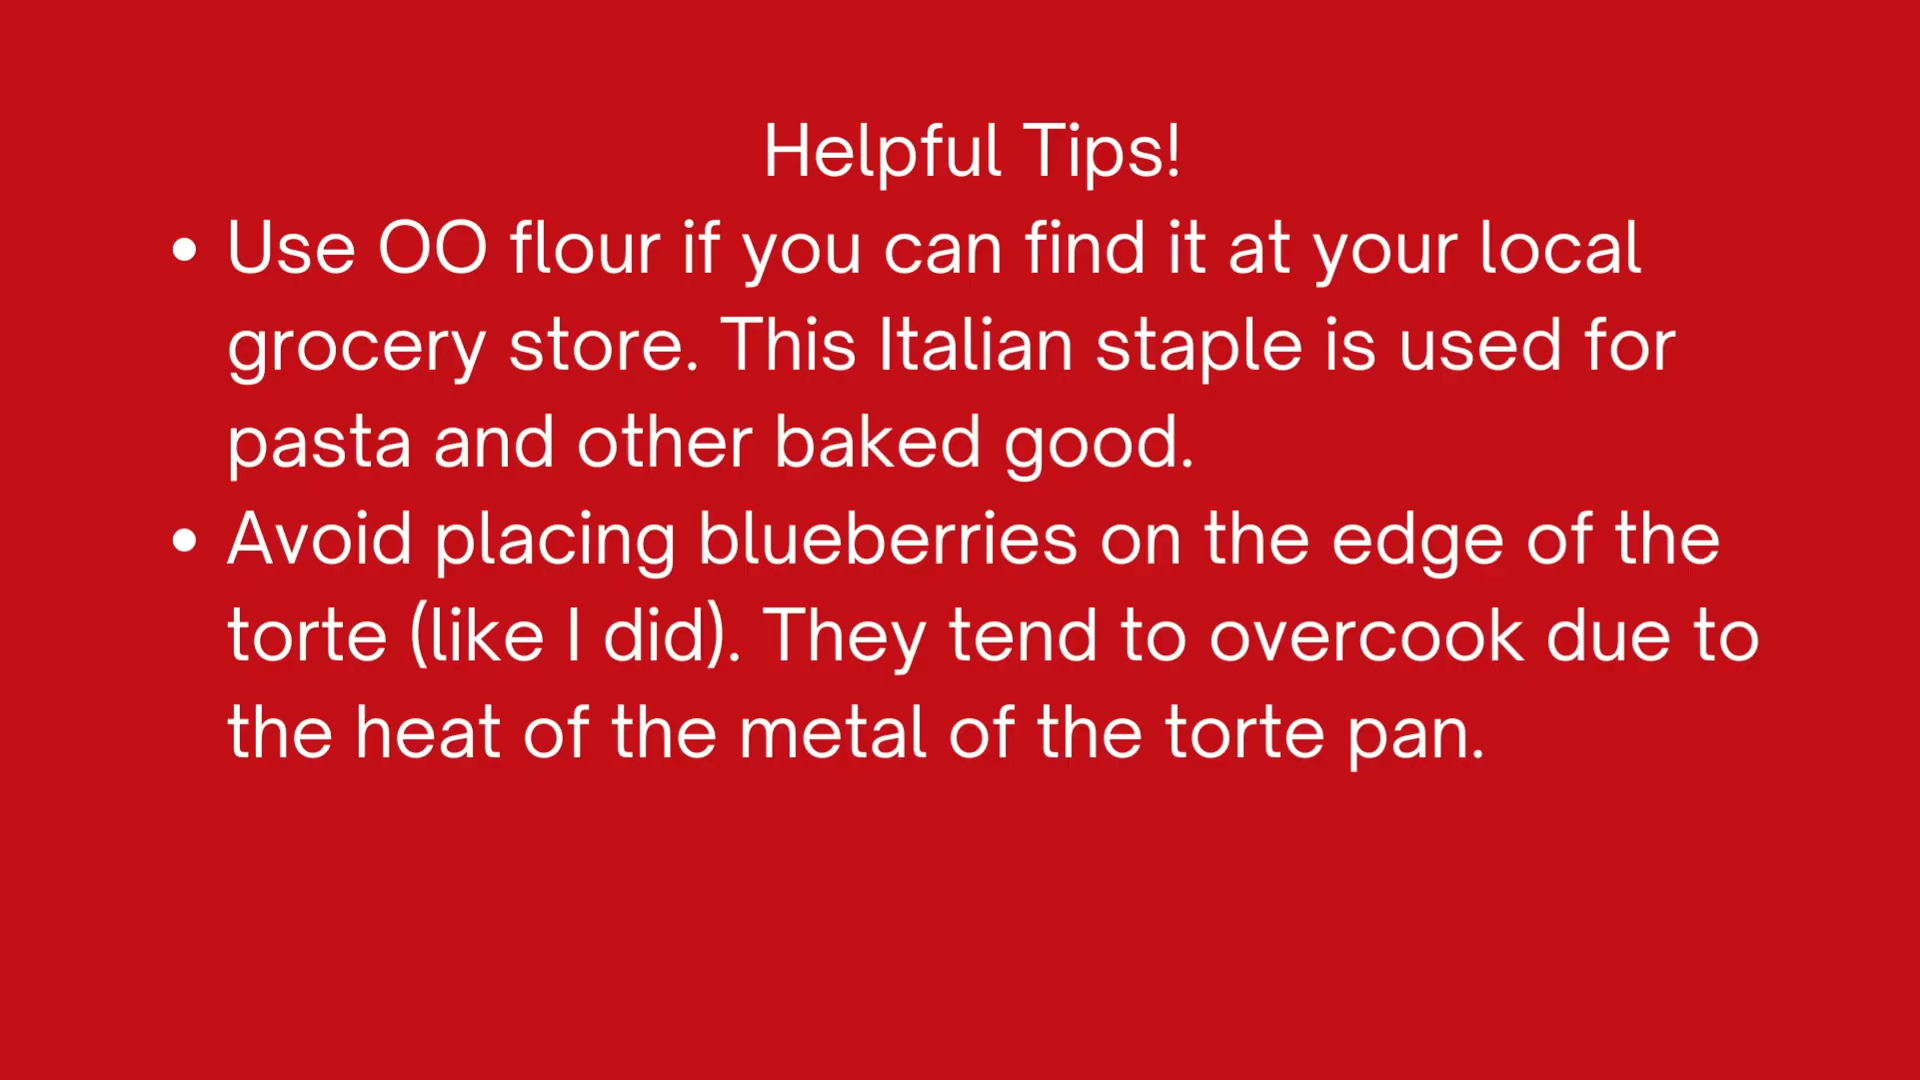 Helpful Tips!
• Use OO flour if you can find it at your local
grocery store. This Italian staple is used for
pasta and other baked good.
• Avoid placing blueberries on the edge of the
torte (like I did). They tend to overcook due to
the heat of the metal of the torte pan.